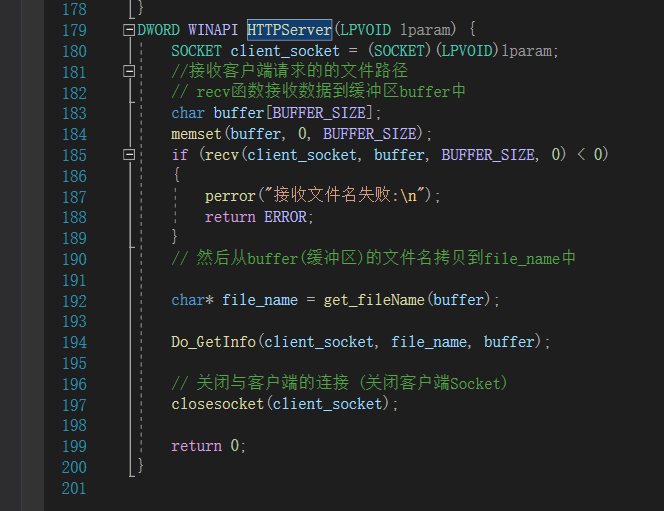 178 }
179 DWORD WINAPI HTTPServer(LPVOID lparam) {
180 SOCKET client_socket = (SOCKET)(LPVOID)lparam;
181 //接收客户端请求的的文件路径
182 // recv函数接收数据到缓冲区buffer中
183 char buffer[BUFFER_SIZE];
184 memset(buffer, 0, BUFFER_SIZE);
185 if (recv(client_socket, buffer, BUFFER_SIZE, 0) < 0)
186 {
187 perror("接收文件名失败:\n");
188 return ERROR;
189 }
190 // 然后从buffer(缓冲区)的文件名拷贝到file_name中
191
192 char* file_name = get_fileName(buffer);
193
194 Do_GetInfo(client_socket, file_name, buffer);
195
196 // 关闭与客户端的连接 (关闭客户端Socket)
197 closesocket(client_socket);
198
199 return 0;
200 }
201